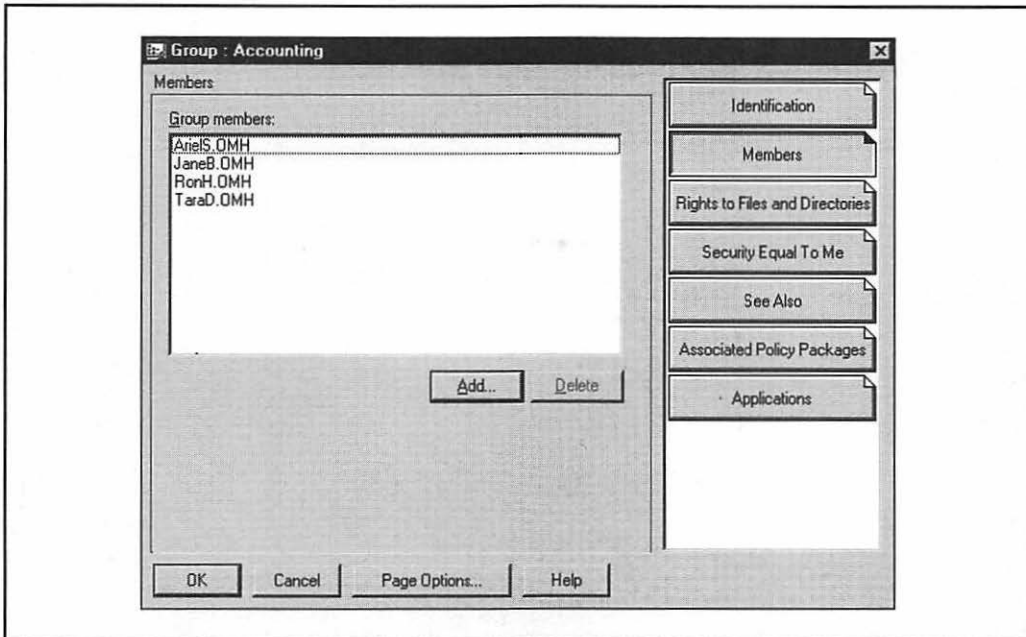 Group : Accounting
Members
Group members:
ArielS.OMH
JaneB.OMH
RonH.OMH
TaraD.OMH
Add...
Delete
Identification
Members
Rights to Files and Directories
Security Equal To Me
See Also
Associated Policy Packages
Applications
OK
Cancel
Page Options...
Help